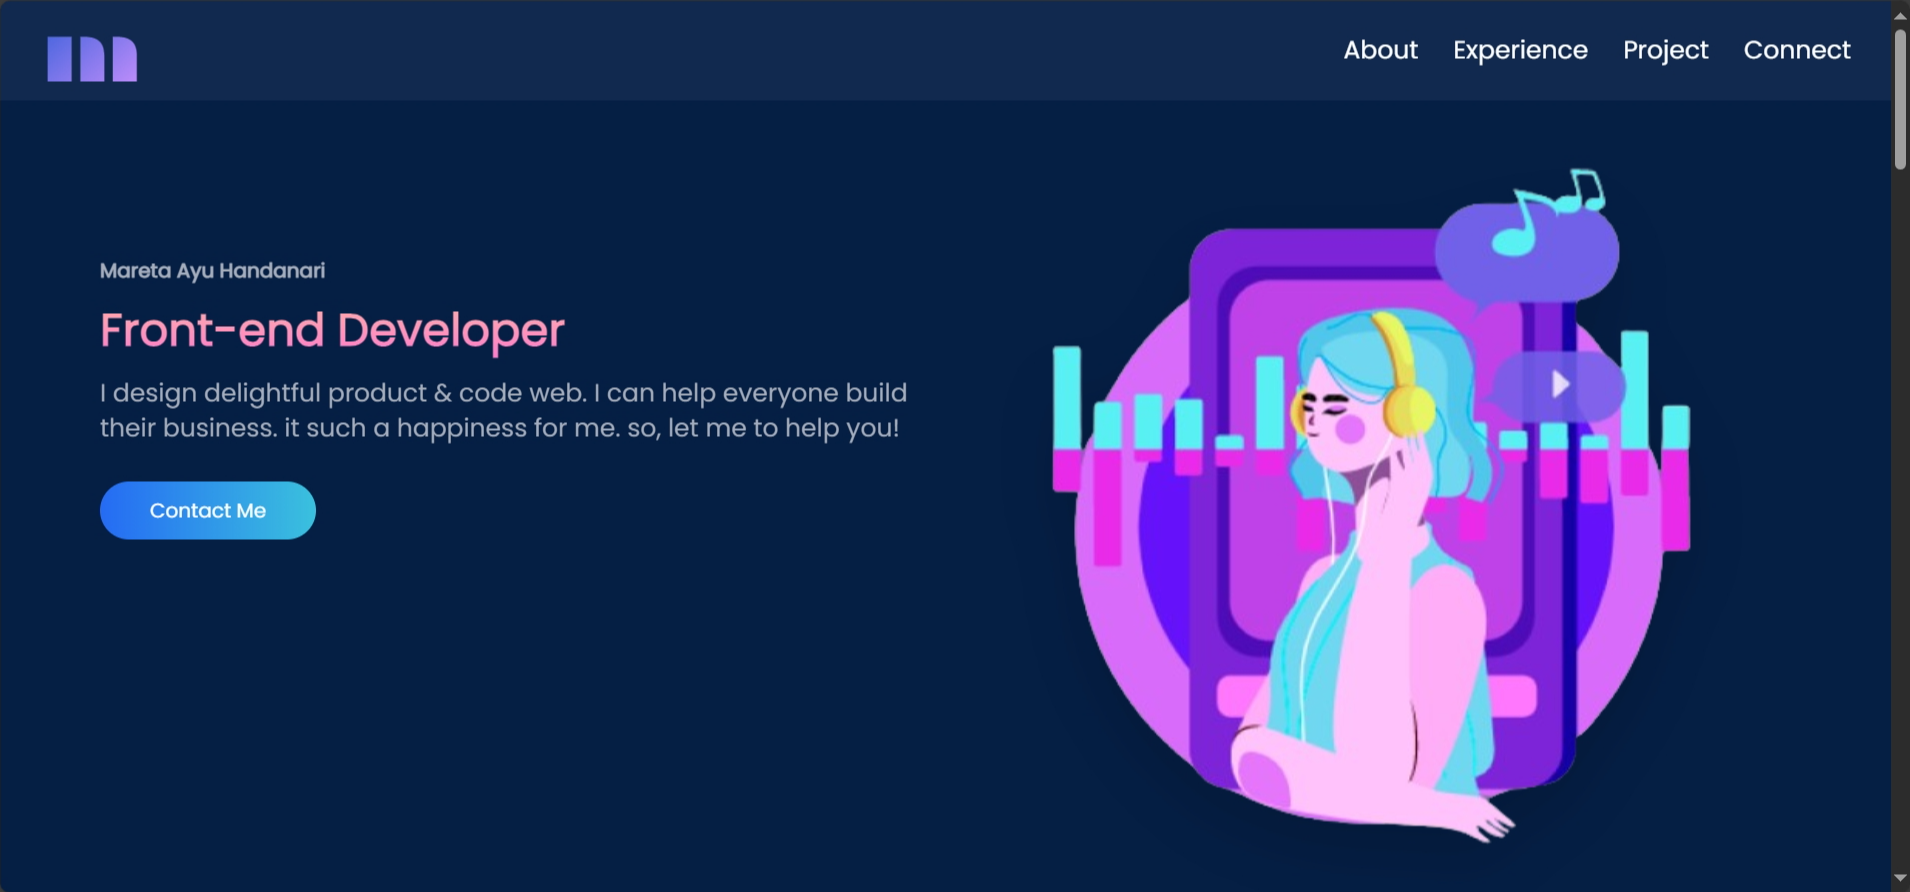 m
About Experience Project Connect
Mareta Ayu Handanari
Front-end Developer
I design delightful product & code web. I can help everyone build
their business. it such a happiness for me. so, let me to help you!
Contact Me